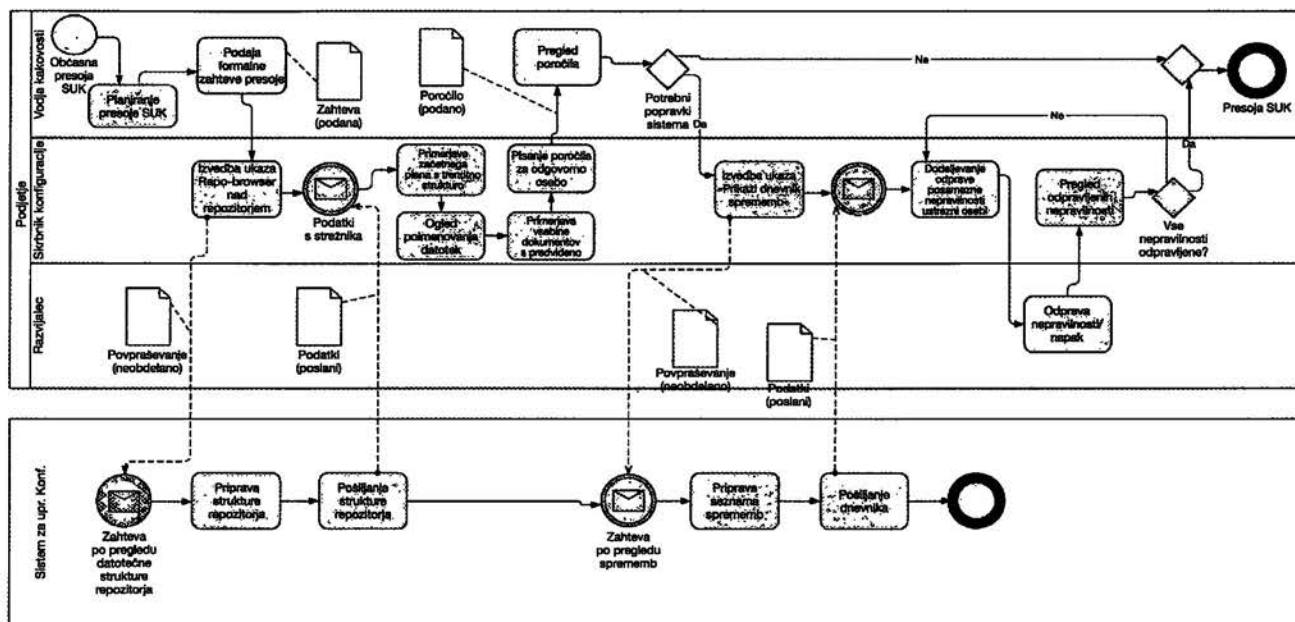 Podjetje
Vodja kakovosti
Občasna
presoja
SUK
Planiranje
presoje SUK
Podaja
formalne
zahteve presoje
Zahteva
(podana)
Poročilo
(podano)
Pregled
poročila
Potrebni
popravki
sistema
Da
Ne
Presoja SUK
Skrbnik konfiguracije
Izvedba ukaza
Repo-browser
nad
repozitorjem
Podatki
s strežnika
Primerjava
začetnega
plana s trenutno
strukturo
Ogled
poimenovanja
datotek
Primerjava
vsebine
dokumentov
s predvideno
Pisanje poročila
za odgovorno
osebo
Izvedba ukaza
»Prikaži dnevnik
sprememb«
Dodeljevanje
odprave
posamezne
nepravilnosti
ustrezni osebi
Pregled
odpravljenih
nepravilnosti
Ne
Da
Vse
nepravilnosti
odpravljene?
Razvijalec
Povpraševanje
(neobdelano)
Podatki
(poslani)
Povpraševanje
(neobdelano)
Podatki
(poslani)
Odprava
nepravilnosti/
napak
Sistem za upr. Konf.
Zahteva
po pregledu
datotečne
strukture
repozitorja
Priprava
strukture
repozitorja
Pošiljanje
strukture
repozitorja
Zahteva
po pregledu
sprememb
Priprava
seznama
sprememb
Pošiljanje
dnevnika